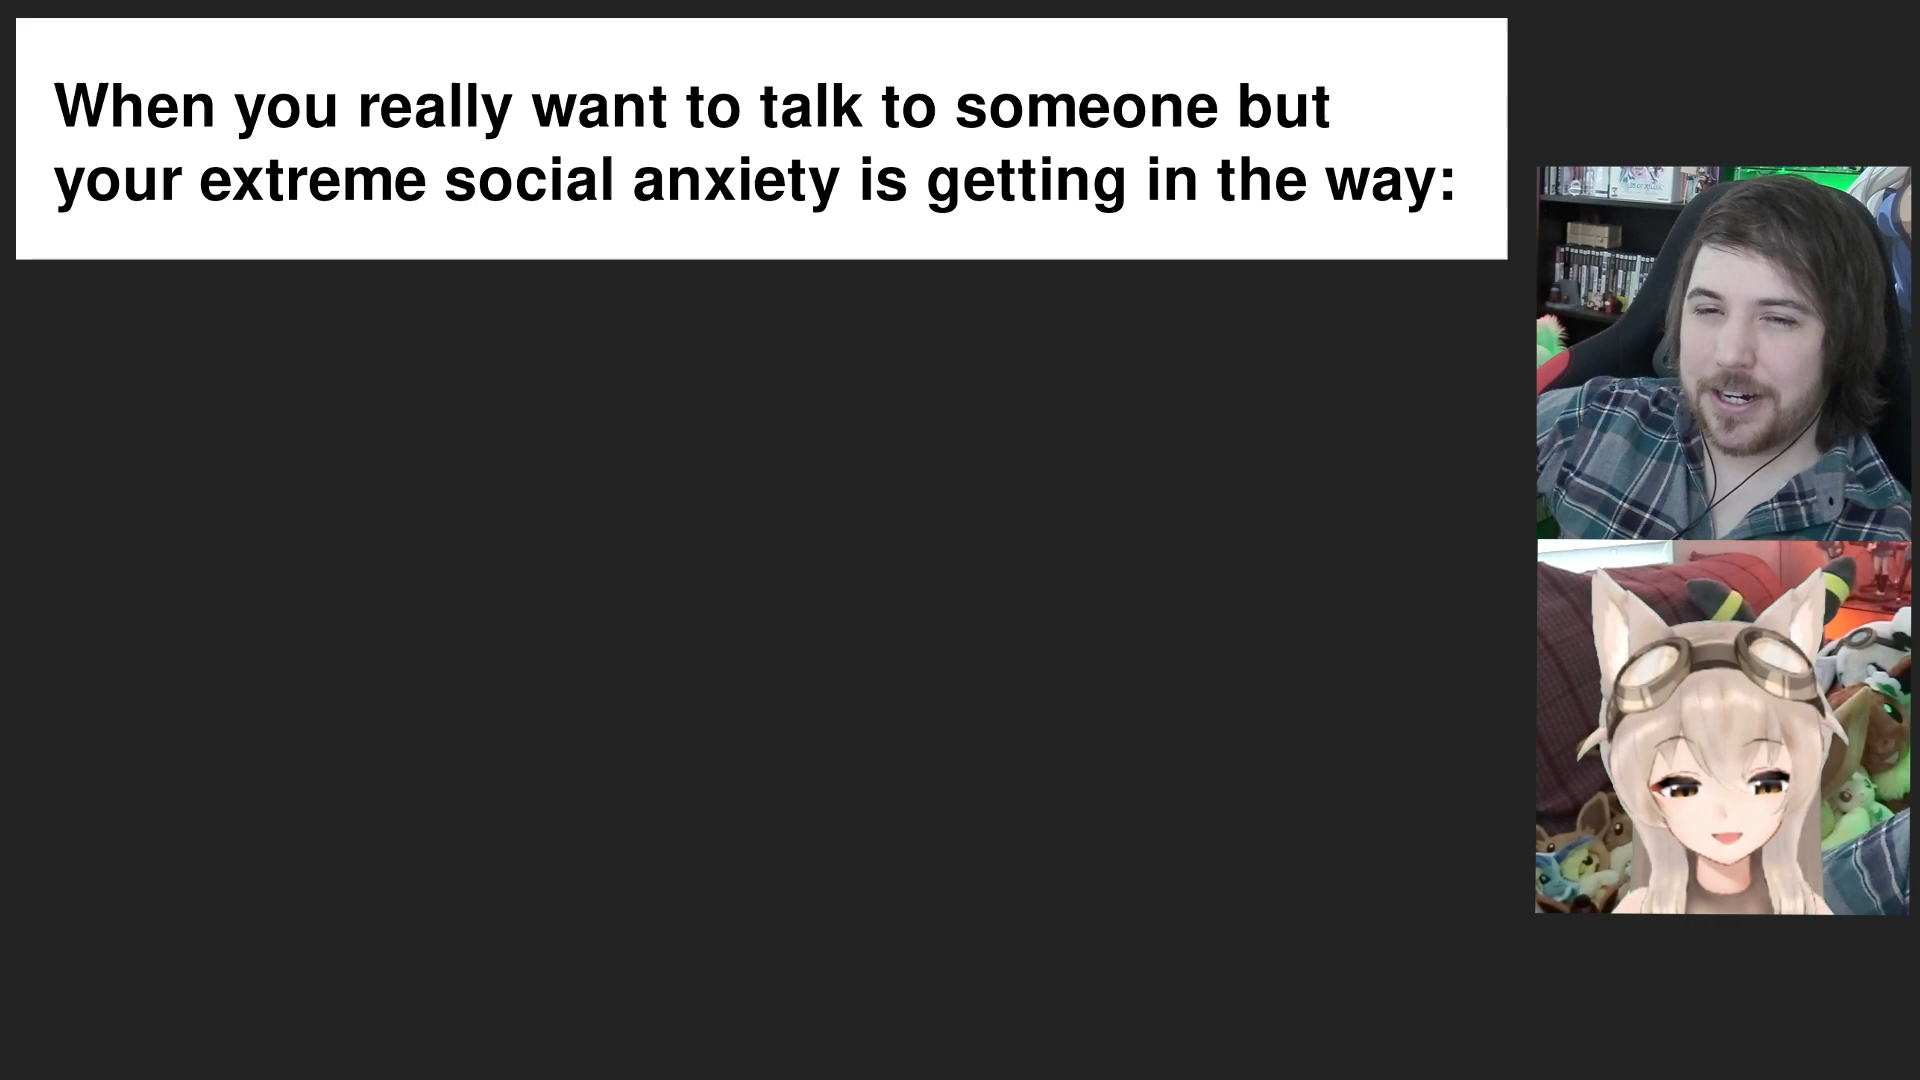 When you really want to talk to someone but
your extreme social anxiety is getting in the way: